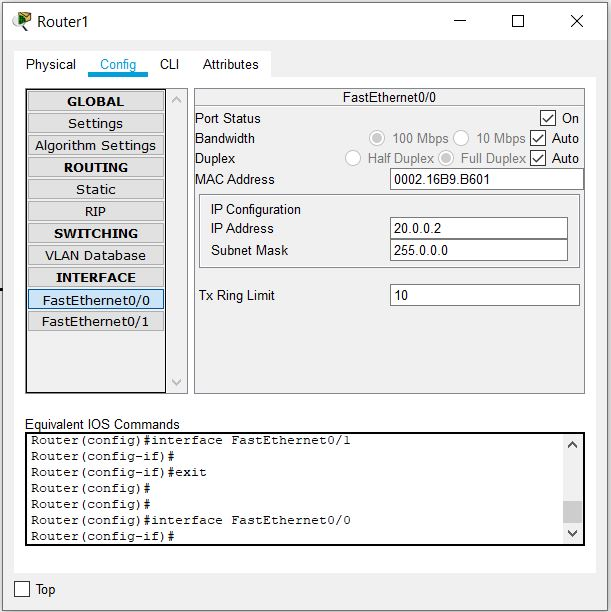 Router1
Physical Config CLI Attributes
GLOBAL
Settings
Algorithm Settings
ROUTING
Static
RIP
SWITCHING
VLAN Database
INTERFACE
FastEthernet0/0
FastEthernet0/1
FastEthernet0/0
Port Status On
Bandwidth 100 Mbps 10 Mbps Auto
Duplex Half Duplex Full Duplex Auto
MAC Address 0002.16B9.B601
IP Configuration
IP Address 20.0.0.2
Subnet Mask 255.0.0.0
Tx Ring Limit 10
Equivalent IOS Commands
Router(config)#interface FastEthernet0/1
Router(config-if)#
Router(config-if)#exit
Router(config)#
Router(config)#
Router(config)#interface FastEthernet0/0
Router(config-if)#
Top